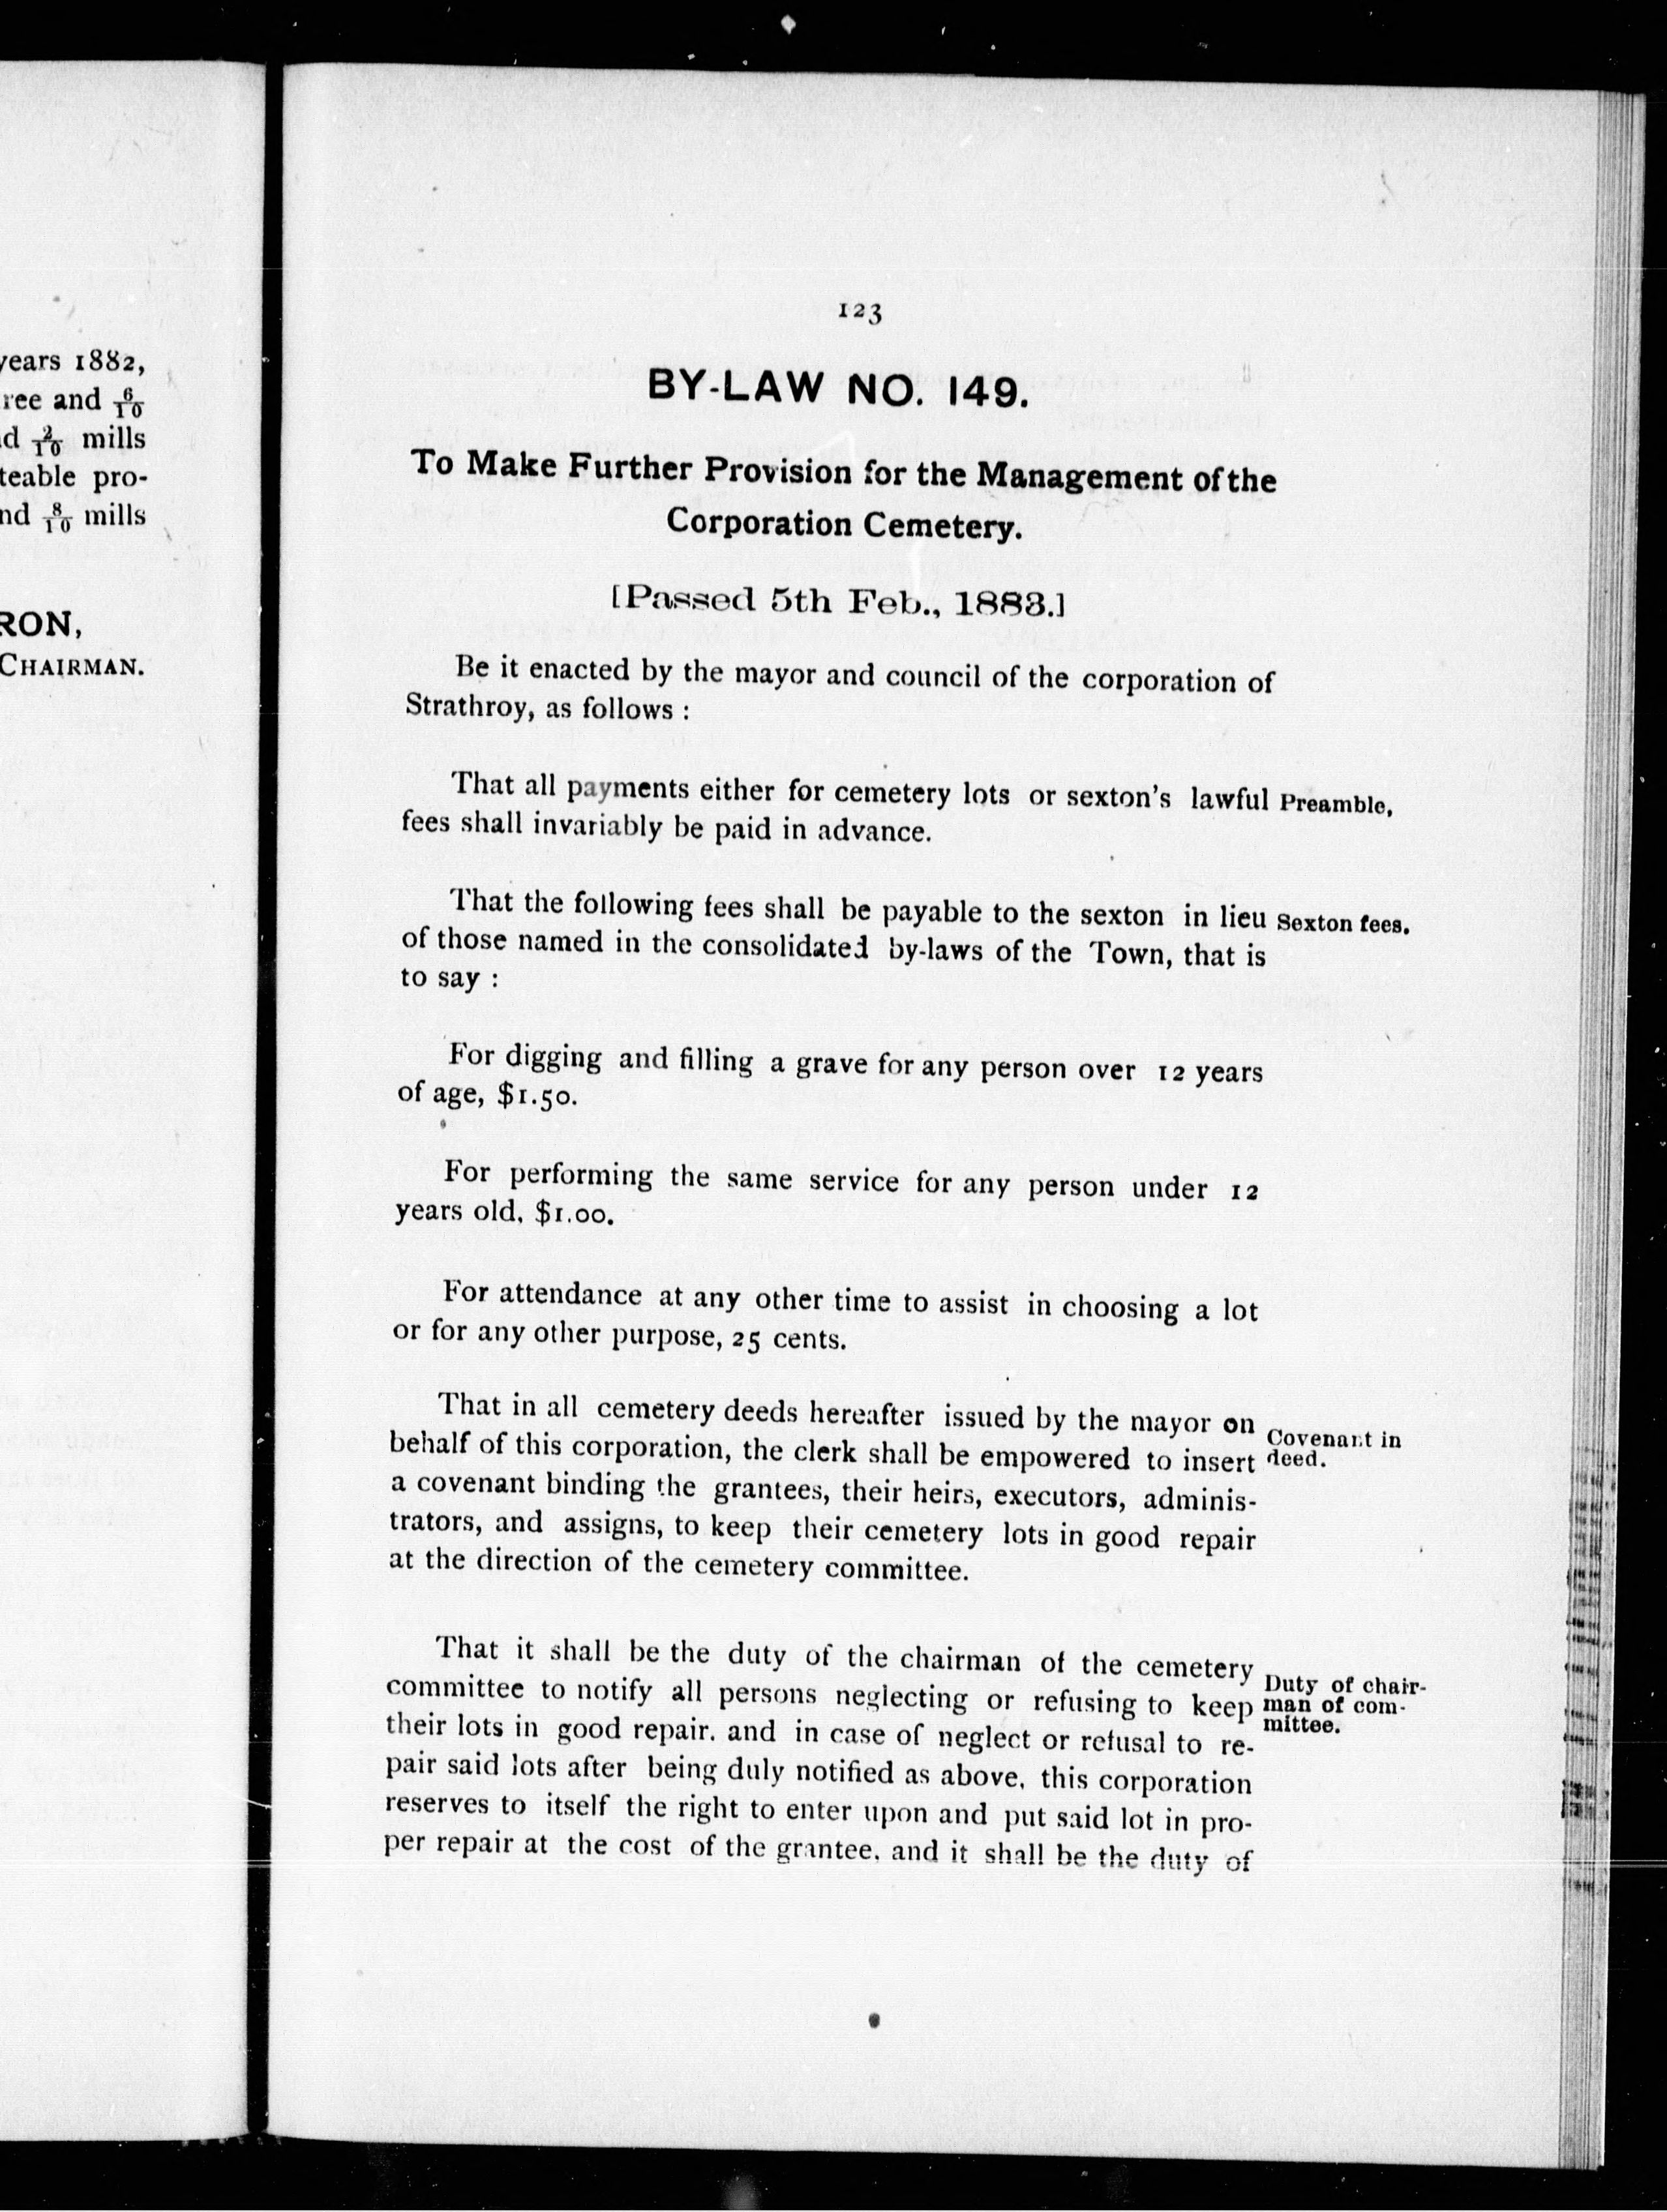 years 1882,
ree and 6/10
d 2/10 mills
teable pro-
nd 8/10 mills
RON,
CHAIRMAN.
123
BY-LAW NO. 149.
To Make Further Provision for the Management of the
Corporation Cemetery.
[Passed 5th Feb., 1883.]
Be it enacted by the mayor and council of the corporation of
Strathroy, as follows :
That all payments either for cemetery lots or sexton's lawful Preamble,
fees shall invariably be paid in advance.
That the following fees shall be payable to the sexton in lieu Sexton fees.
of those named in the consolidated by-laws of the Town, that is
to say :
For digging and filling a grave for any person over 12 years
of age, $1.50.
For performing the same service for any person under 12
years old, $1.00.
For attendance at any other time to assist in choosing a lot
or for any other purpose, 25 cents.
That in all cemetery deeds hereafter issued by the mayor on Covenant in
behalf of this corporation, the clerk shall be empowered to insert deed.
a covenant binding the grantees, their heirs, executors, adminis-
trators, and assigns, to keep their cemetery lots in good repair
at the direction of the cemetery committee.
That it shall be the duty of the chairman of the cemetery Duty of chair-
committee to notify all persons neglecting or refusing to keep man of com-
their lots in good repair. and in case of neglect or refusal to re- mittee.
pair said lots after being duly notified as above, this corporation
reserves to itself the right to enter upon and put said lot in pro-
per repair at the cost of the grantee, and it shall be the duty of